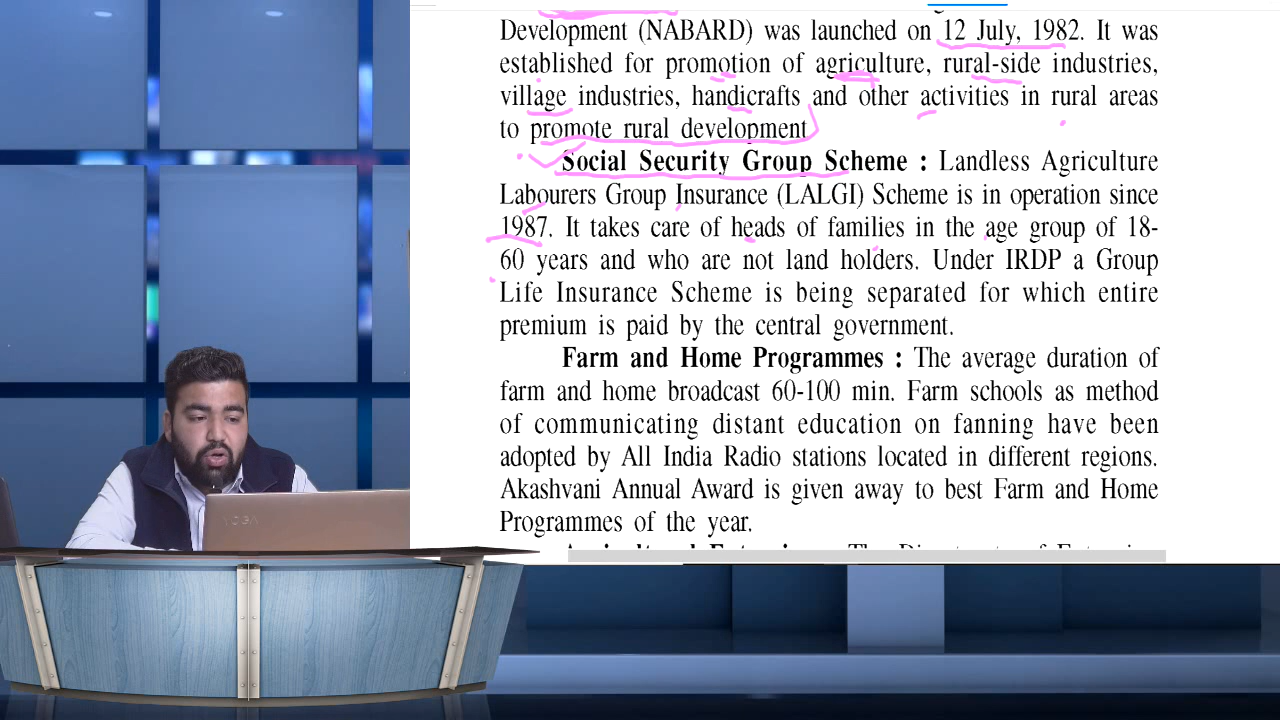 Development (NABARD) was launched on 12 July, 1982. It was
established for promotion of agriculture, rural-side industries,
village industries, handicrafts and other activities in rural areas
to promote rural development
Social Security Group Scheme : Landless Agriculture
Labourers Group Insurance (LALGI) Scheme is in operation since
1987. It takes care of heads of families in the age group of 18-
60 years and who are not land holders. Under IRDP a Group
Life Insurance Scheme is being separated for which entire
premium is paid by the central government.
Farm and Home Programmes : The average duration of
farm and home broadcast 60-100 min. Farm schools as method
of communicating distant education on fanning have been
adopted by All India Radio stations located in different regions.
Akashvani Annual Award is given away to best Farm and Home
Programmes of the year.
YOGA